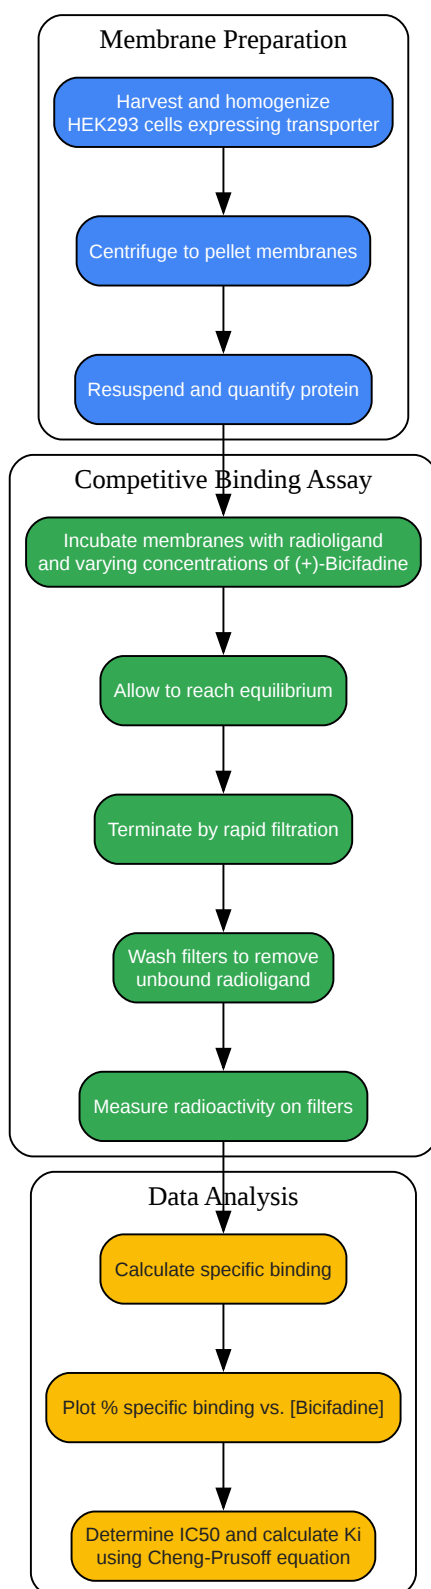 Membrane Preparation
Harvest and homogenize
HEK293 cells expressing transporter
Centrifuge to pellet membranes
Resuspend and quantify protein
Competitive Binding Assay
Incubate membranes with radioligand
and varying concentrations of (+)-Bicifadine
Allow to reach equilibrium
Terminate by rapid filtration
Wash filters to remove
unbound radioligand
Measure radioactivity on filters
Data Analysis
Calculate specific binding
Plot % specific binding vs. [Bicifadine]
Determine IC50 and calculate Ki
using Cheng-Prusoff equation